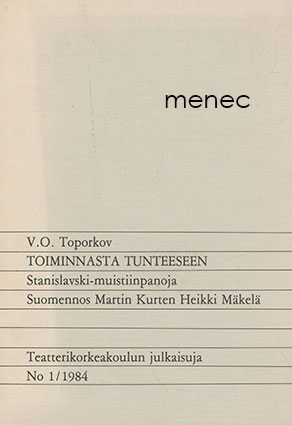 menec
V.O. Toporkov
TOIMINNASTA TUNTEESEEN
Stanislavski-muistiinpanoja
Suomennos Martin Kurten Heikki Mäkelä
Teatterikorkeakoulun julkaisuja
No 1/1984